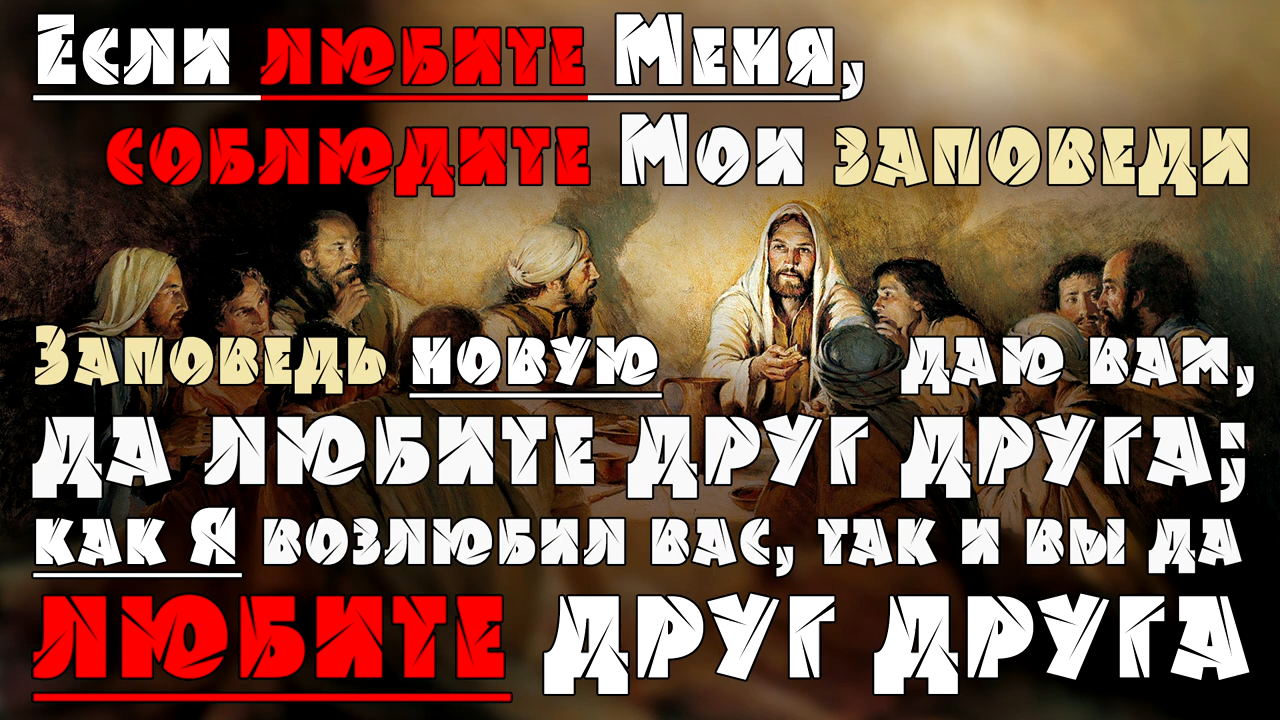 Если любите Меня,
соблюдите Мои заповеди
Заповедь новую даю вам,
да любите друг друга;
как Я возлюбил вас, так и вы да
любите друг друга